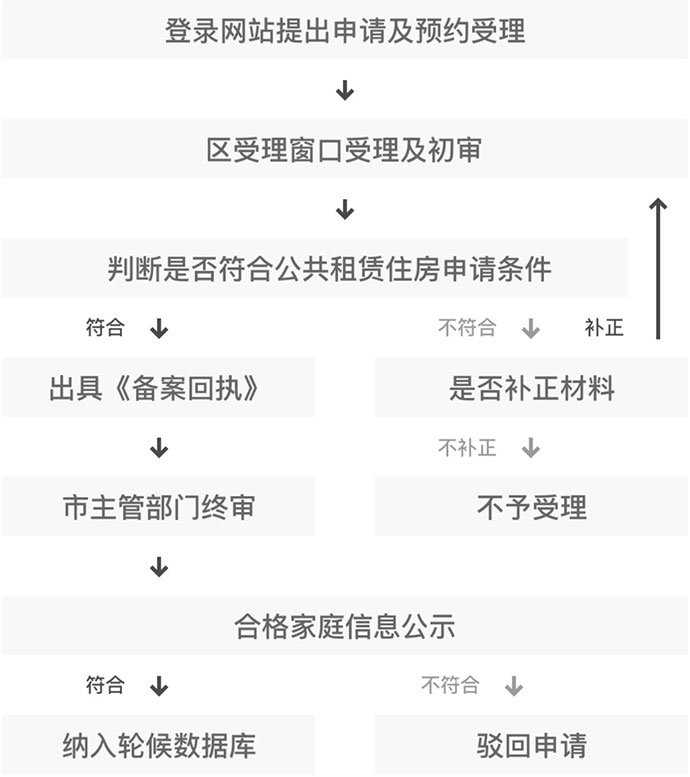 登录网站提出申请及预约受理
区受理窗口受理及初审
判断是否符合公共租赁住房申请条件
符合
不符合
补正
出具《备案回执》
是否补正材料
不补正
市主管部门终审
不予受理
合格家庭信息公示
符合
不符合
纳入轮候数据库
驳回申请